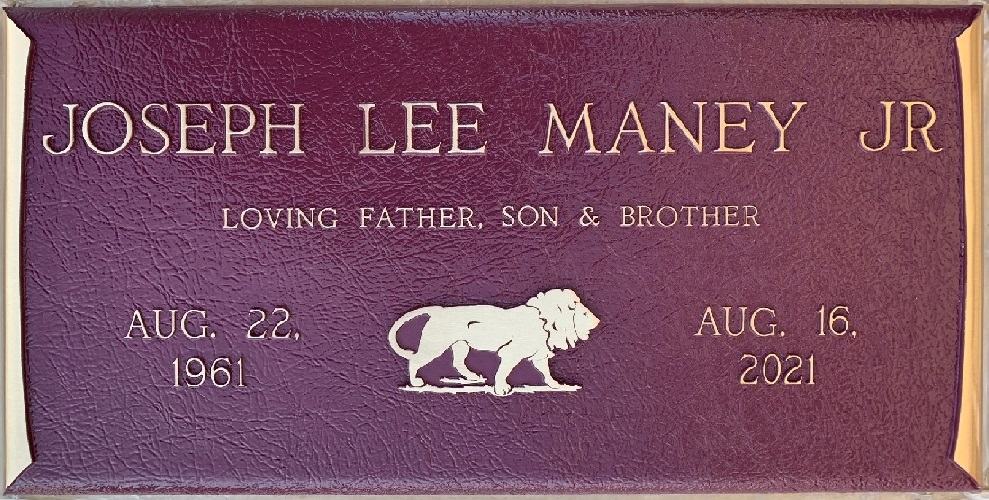 JOSEPH LEE MANEY JR
LOVING FATHER, SON & BROTHER
AUG. 22,
1961
AUG. 16,
2021